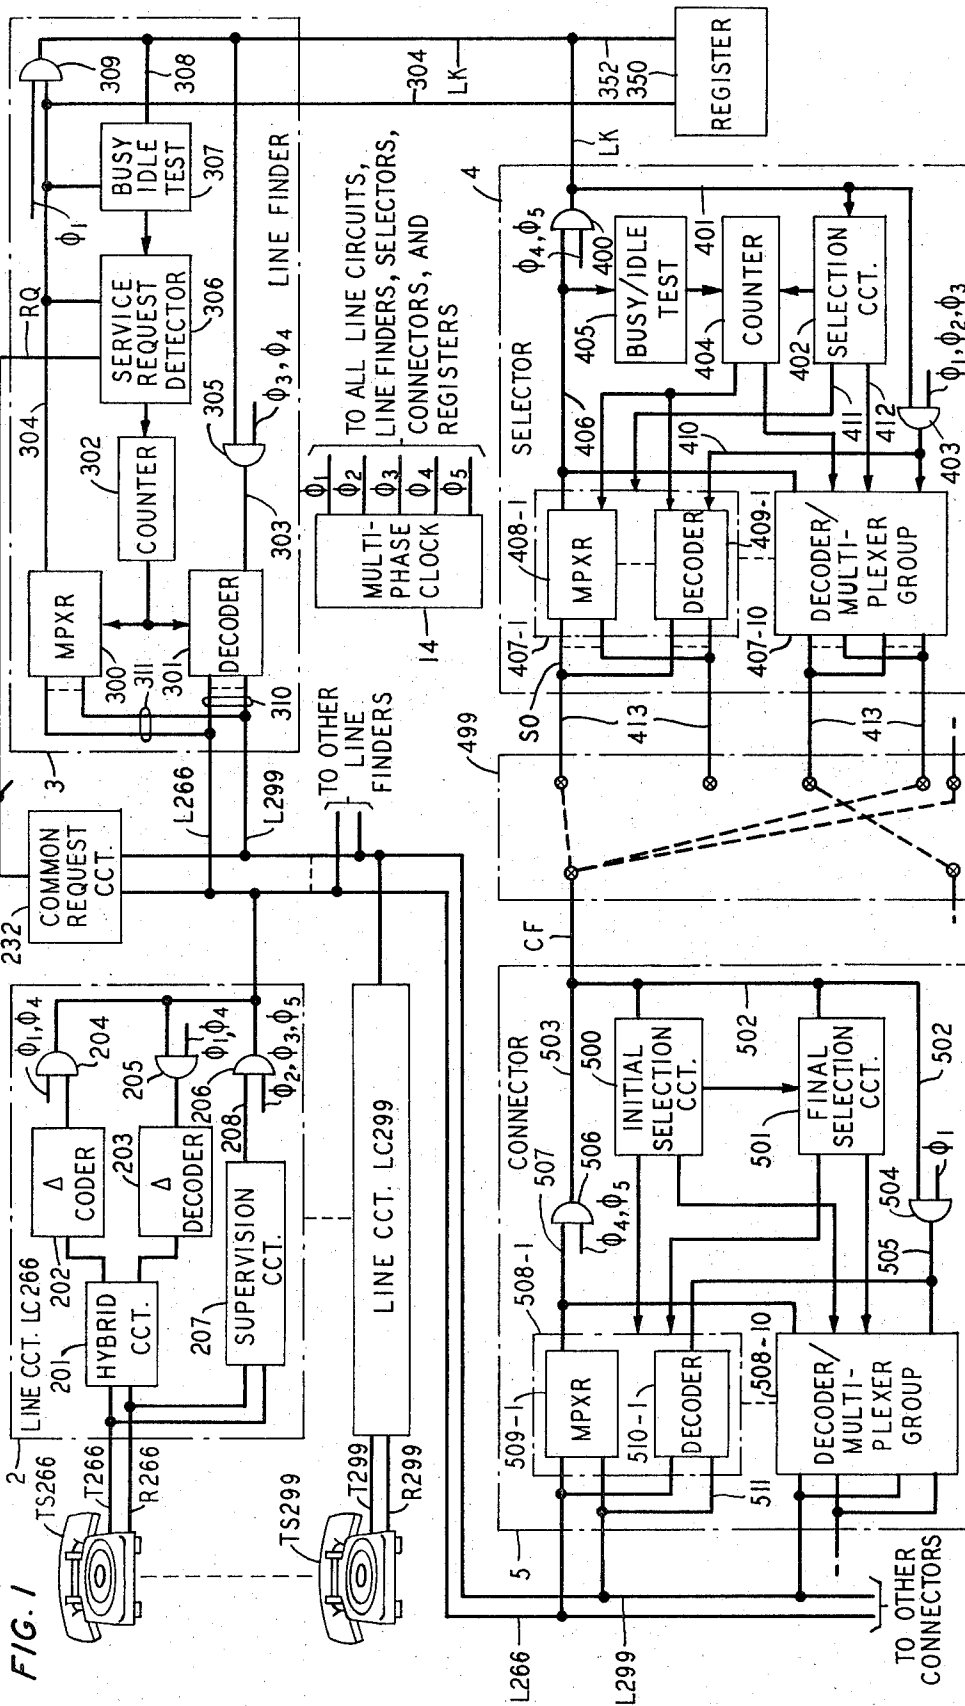 FIG. 1
2
TS266
T266
R266
LINE CCT. LC266
201
HYBRID
CCT.
202
Δ
CODER
203
Δ
DECODER
204
ϕ1,ϕ4
205
ϕ1,ϕ4
206
208
ϕ2,ϕ3,ϕ5
207
SUPERVISION
CCT.
TS299
T299
R299
LINE CCT. LC299
232
COMMON
REQUEST
CCT.
L266
L299
TO OTHER
LINE
FINDERS
3
MPXR
300
311
301
DECODER
310
304
302
COUNTER
303
305
ϕ3,ϕ4
RQ
SERVICE
REQUEST
DETECTOR
306
ϕ1
BUSY
IDLE
TEST
307
308
309
LINE FINDER
14
MULTI-
PHASE
CLOCK
ϕ1
ϕ2
ϕ3
ϕ4
ϕ5
TO ALL LINE CIRCUITS,
LINE FINDERS, SELECTORS,
CONNECTORS, AND
REGISTERS
304
LK
352
350
REGISTER
L266
L299
TO OTHER
CONNECTORS
5
CONNECTOR
509-1
MPXR
510-1
DECODER
511
508-1
508-10
DECODER/
MULTI-
PLEXER
GROUP
507
506
ϕ4,ϕ5
503
500
INITIAL
SELECTION
CCT.
501
FINAL
SELECTION
CCT.
502
502
504
ϕ1
505
CF
499
SO
413
413
SELECTOR
4
407-1
408-1
MPXR
DECODER
409-1
407-10
DECODER/
MULTI-
PLEXER
GROUP
406
410
411
412
ϕ4,ϕ5
400
405
BUSY/IDLE
TEST
404
COUNTER
401
402
SELECTION
CCT.
403
ϕ1,ϕ2,ϕ3
LK